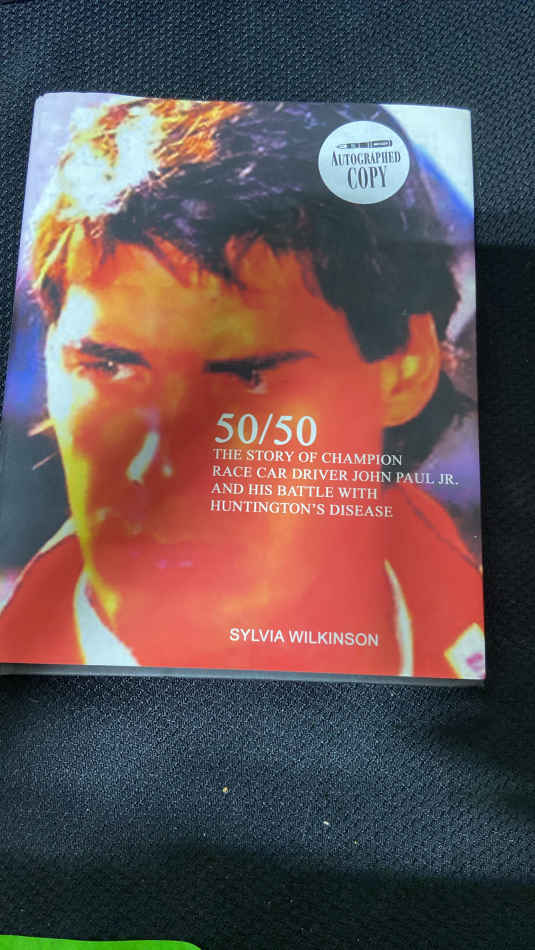 AUTOGRAPHED
COPY
50/50
THE STORY OF CHAMPION
RACE CAR DRIVER JOHN PAUL JR.
AND HIS BATTLE WITH
HUNTINGTON'S DISEASE
SYLVIA WILKINSON